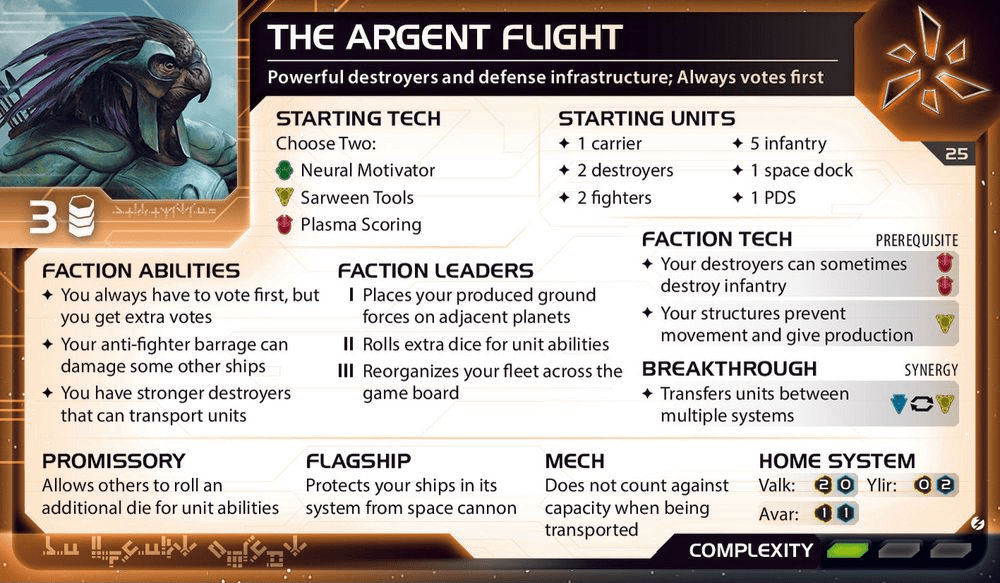 THE ARGENT FLIGHT
Powerful destroyers and defense infrastructure; Always votes first
25
3
STARTING TECH
Choose Two:
Neural Motivator
Sarween Tools
Plasma Scoring
STARTING UNITS
✦ 1 carrier
✦ 2 destroyers
✦ 2 fighters
✦ 5 infantry
✦ 1 space dock
✦ 1 PDS
FACTION ABILITIES
✦ You always have to vote first, but
you get extra votes
✦ Your anti-fighter barrage can
damage some other ships
✦ You have stronger destroyers
that can transport units
FACTION LEADERS
I Places your produced ground
forces on adjacent planets
II Rolls extra dice for unit abilities
III Reorganizes your fleet across the
game board
FACTION TECH PREREQUISITE
✦ Your destroyers can sometimes
destroy infantry
✦ Your structures prevent
movement and give production
BREAKTHROUGH SYNERGY
✦ Transfers units between
multiple systems
PROMISSORY
Allows others to roll an
additional die for unit abilities
FLAGSHIP
Protects your ships in its
system from space cannon
MECH
Does not count against
capacity when being
transported
HOME SYSTEM
Valk: 2 0 Ylir: 0 2
Avar: 1 1
COMPLEXITY